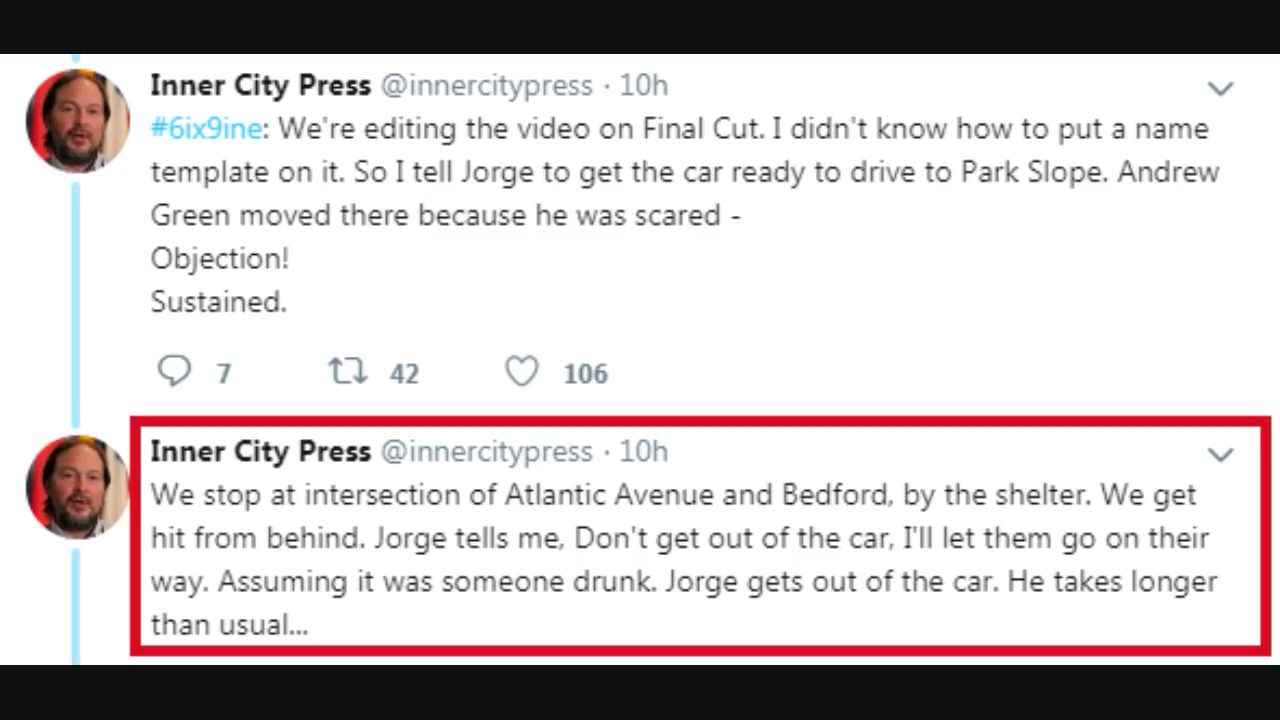 Inner City Press @innercitypress · 10h
#6ix9ine: We're editing the video on Final Cut. I didn't know how to put a name
template on it. So I tell Jorge to get the car ready to drive to Park Slope. Andrew
Green moved there because he was scared -
Objection!
Sustained.
7 42 106
Inner City Press @innercitypress · 10h
We stop at intersection of Atlantic Avenue and Bedford, by the shelter. We get
hit from behind. Jorge tells me, Don't get out of the car, I'll let them go on their
way. Assuming it was someone drunk. Jorge gets out of the car. He takes longer
than usual...